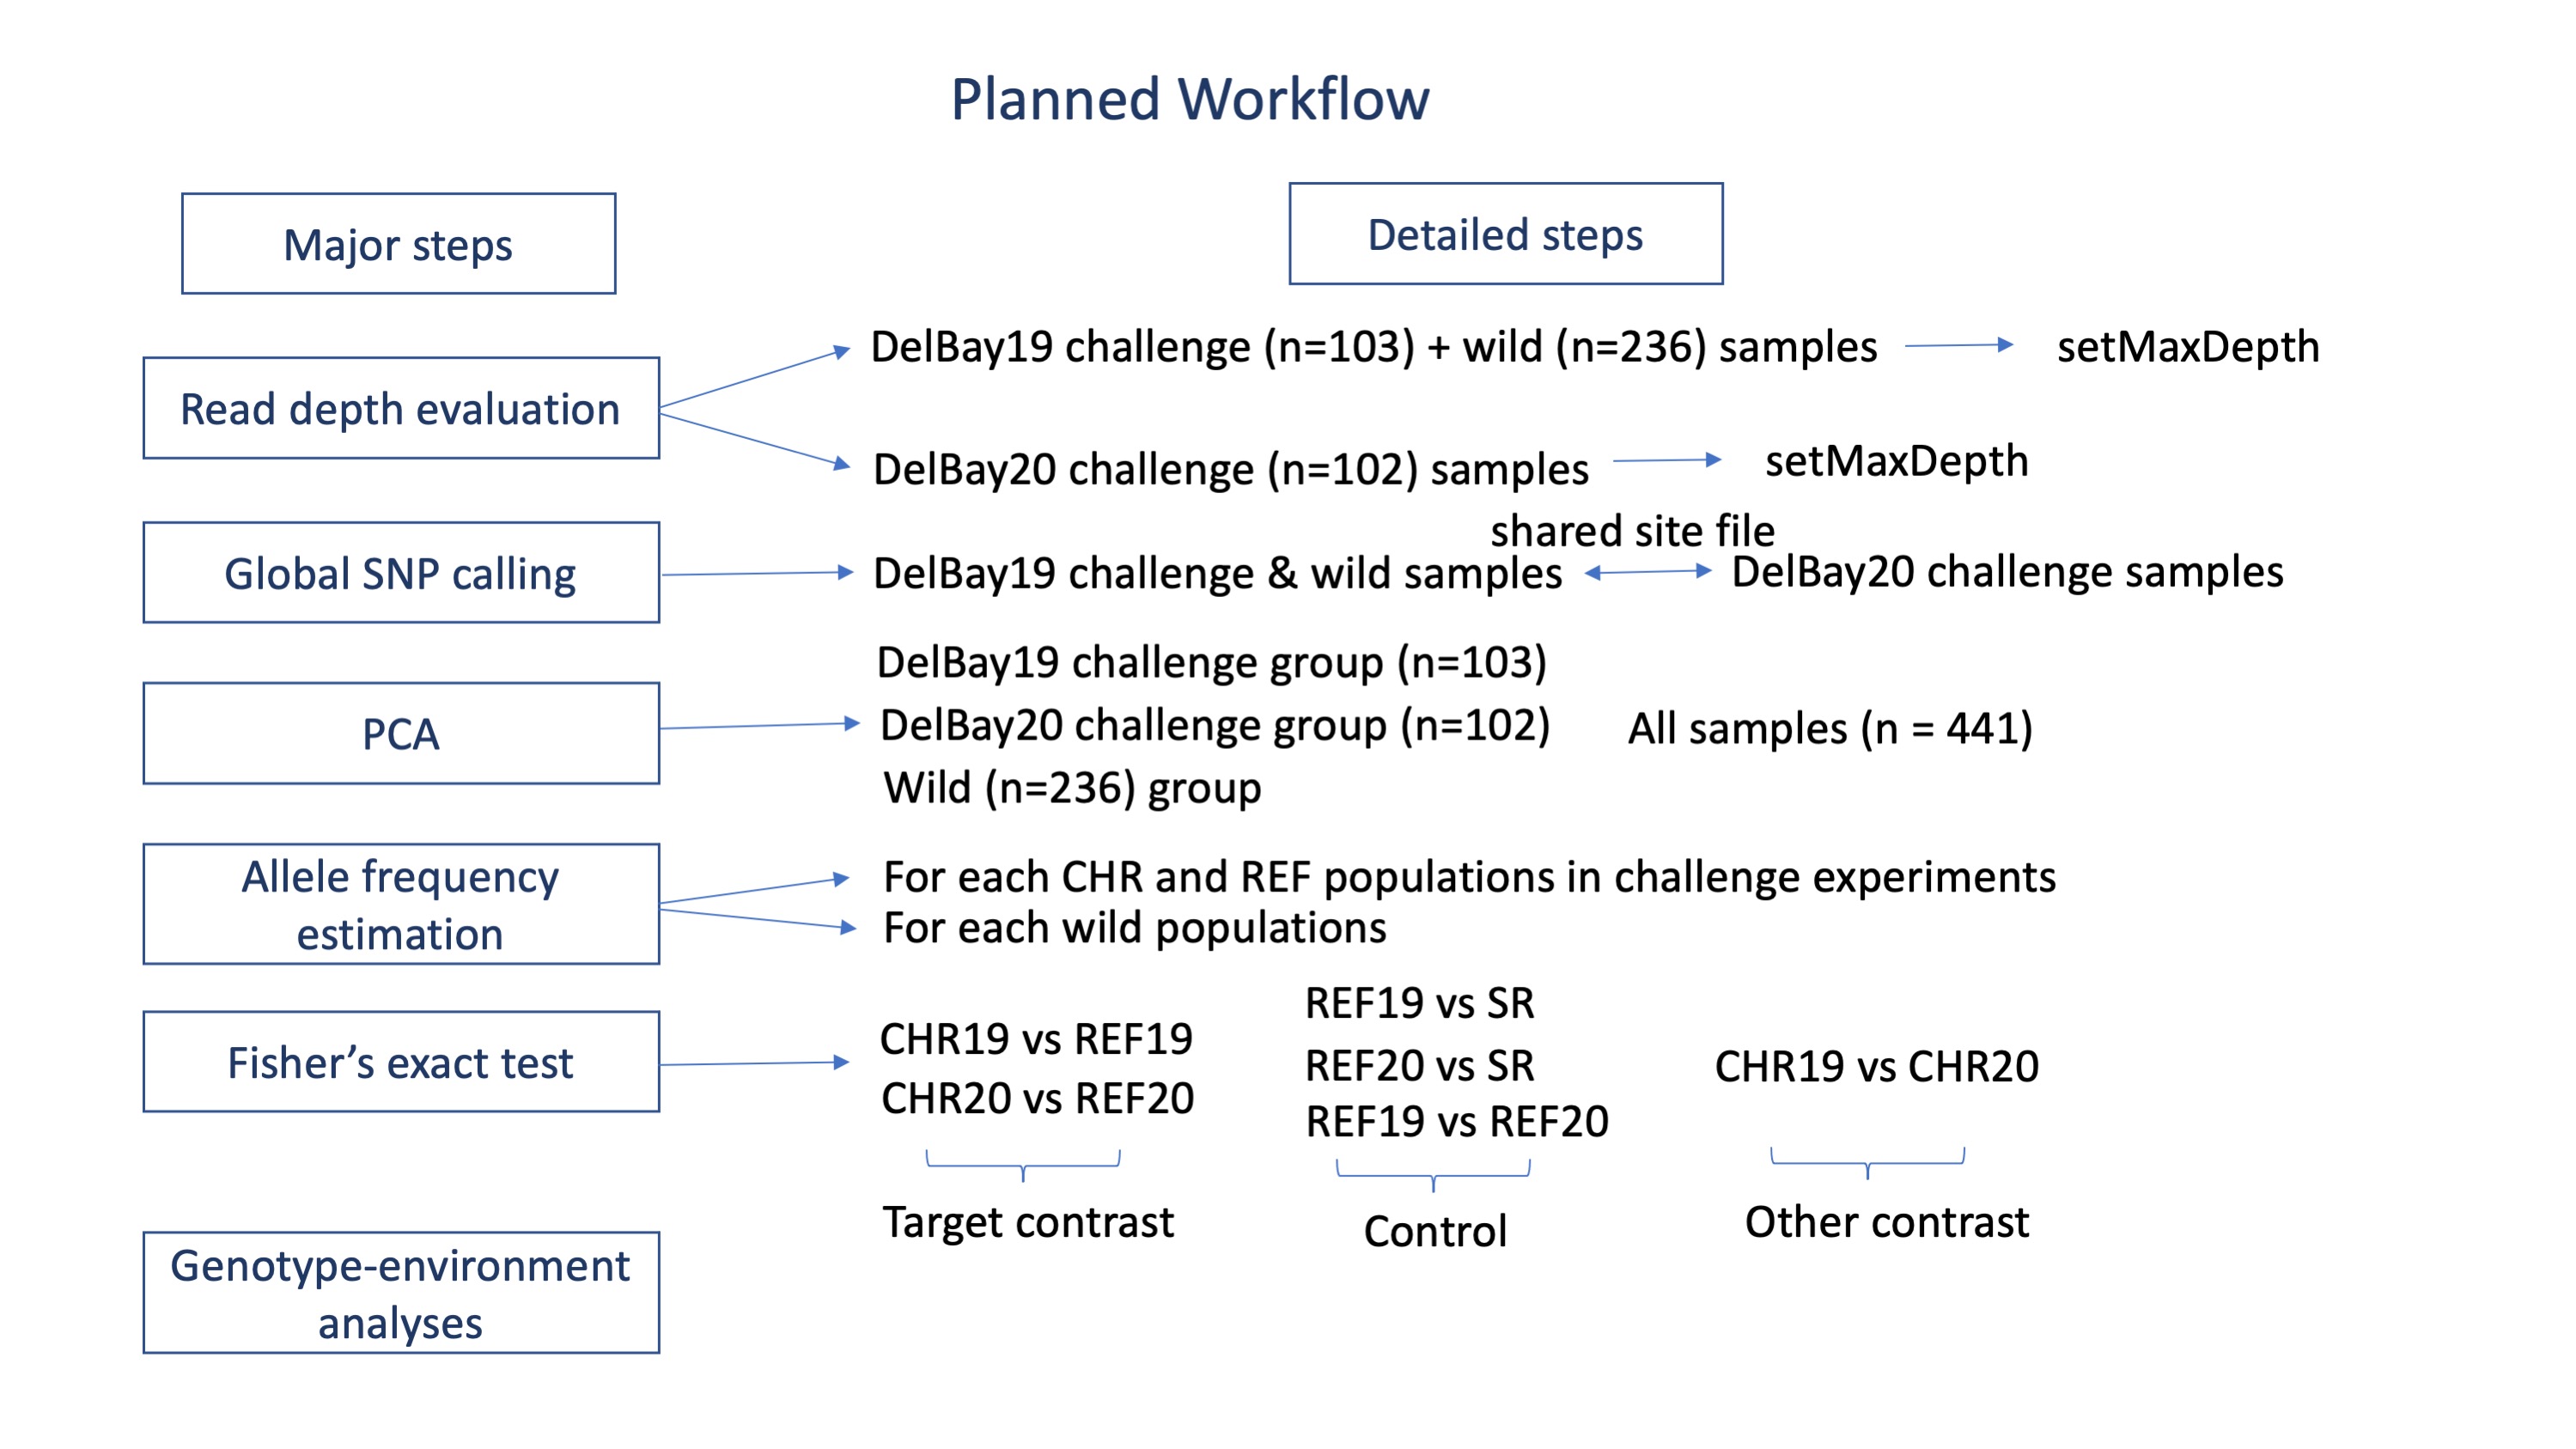 Planned Workflow
Major steps
Detailed steps
Read depth evaluation
DelBay19 challenge (n=103) + wild (n=236) samples
setMaxDepth
DelBay20 challenge (n=102) samples
setMaxDepth
Global SNP calling
shared site file
DelBay19 challenge & wild samples
DelBay20 challenge samples
PCA
DelBay19 challenge group (n=103)
DelBay20 challenge group (n=102)
Wild (n=236) group
All samples (n = 441)
Allele frequency
estimation
For each CHR and REF populations in challenge experiments
For each wild populations
Fisher’s exact test
CHR19 vs REF19
CHR20 vs REF20
Target contrast
REF19 vs SR
REF20 vs SR
REF19 vs REF20
Control
CHR19 vs CHR20
Other contrast
Genotype-environment
analyses